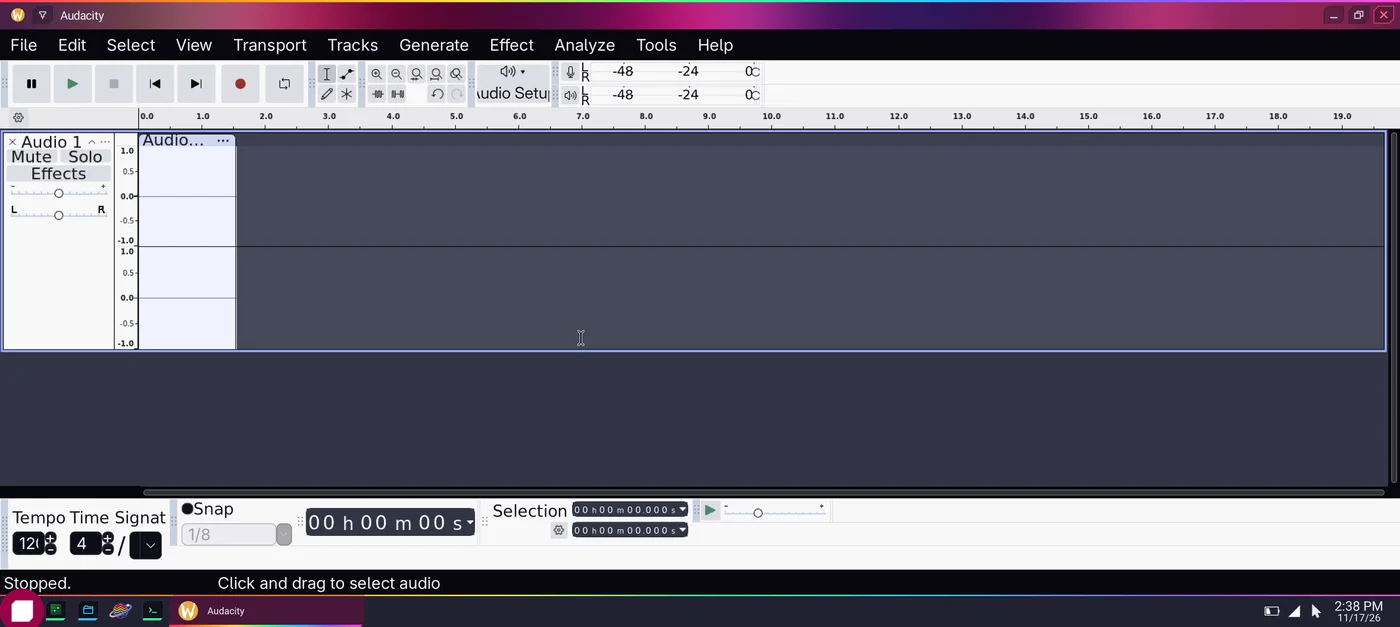 Audacity
File Edit Select View Transport Tracks Generate Effect Analyze Tools Help
udio Setu
L
R
-48 -24 0
L
R
-48 -24 0
0.0 1.0 2.0 3.0 4.0 5.0 6.0 7.0 8.0 9.0 10.0 11.0 12.0 13.0 14.0 15.0 16.0 17.0 18.0 19.0
Audio 1
Mute Solo
Effects
- +
L R
Audio...
1.0
0.5
0.0
-0.5
-1.0
1.0
0.5
0.0
-0.5
-1.0
Tempo Time Signat
120
4 /
Snap
1/8
00 h 00 m 00 s
Selection
00 h 00 m 00.000 s
00 h 00 m 00.000 s
- +
Stopped. Click and drag to select audio
Audacity
2:38 PM
11/17/26